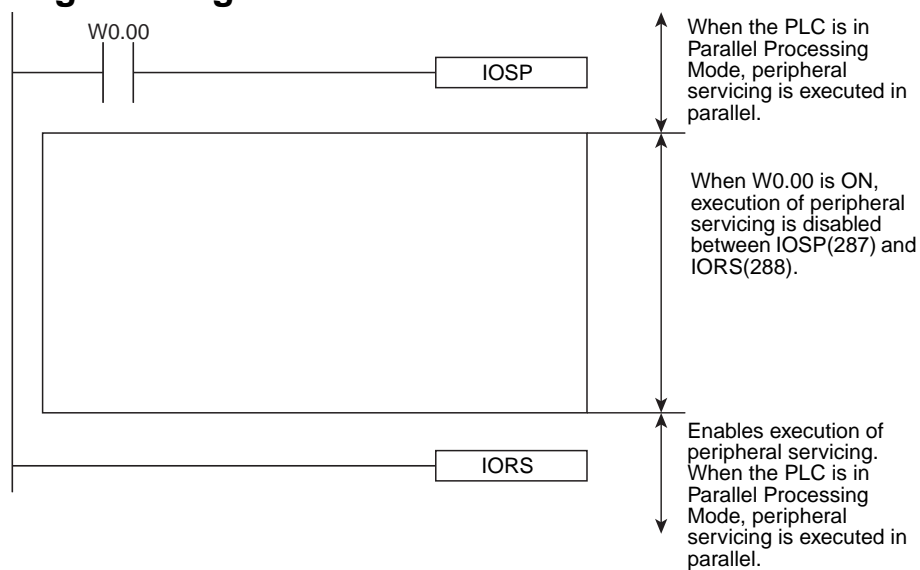 W0.00
IOSP
When the PLC is in
Parallel Processing
Mode, peripheral
servicing is executed in
parallel.
When W0.00 is ON,
execution of peripheral
servicing is disabled
between IOSP(287) and
IORS(288).
IORS
Enables execution of
peripheral servicing.
When the PLC is in
Parallel Processing
Mode, peripheral
servicing is executed in
parallel.